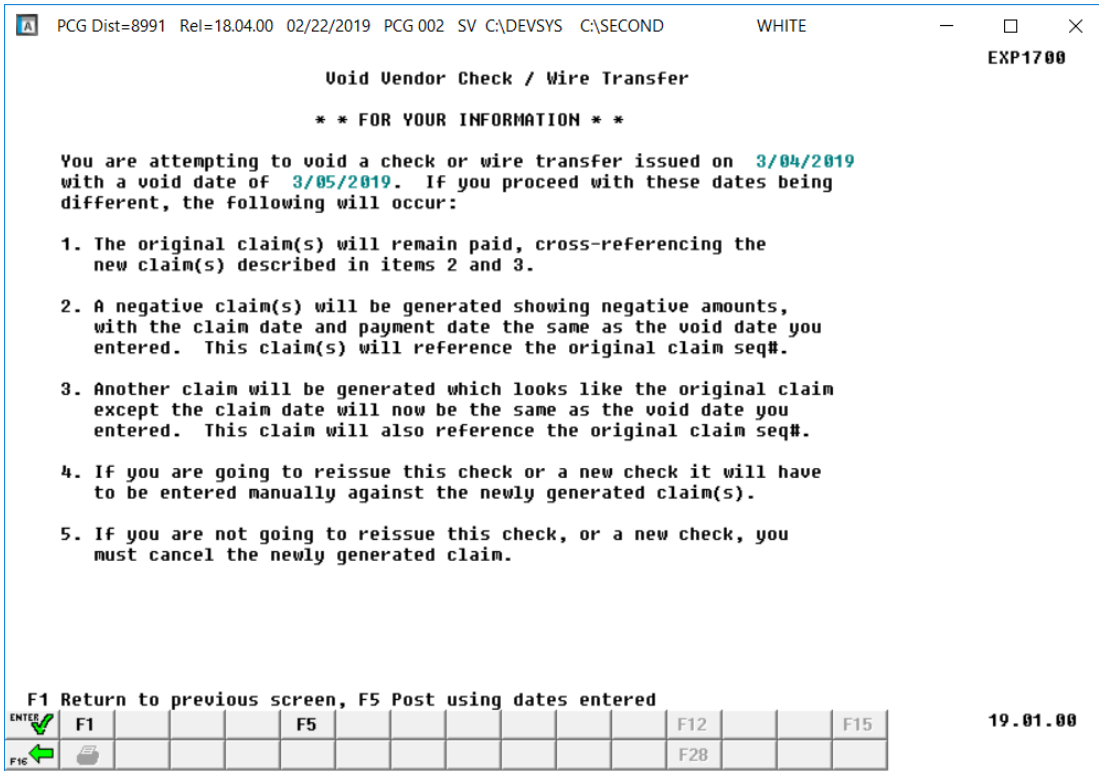 A PCG Dist=8991 Rel=18.04.00 02/22/2019 PCG 002 SV C:\DEVSYS C:\SECOND WHITE
EXP1700
Void Vendor Check / Wire Transfer
* * FOR YOUR INFORMATION * *
You are attempting to void a check or wire transfer issued on 3/04/2019
with a void date of 3/05/2019. If you proceed with these dates being
different, the following will occur:
1. The original claim(s) will remain paid, cross-referencing the
new claim(s) described in items 2 and 3.
2. A negative claim(s) will be generated showing negative amounts,
with the claim date and payment date the same as the void date you
entered. This claim(s) will reference the original claim seq#.
3. Another claim will be generated which looks like the original claim
except the claim date will now be the same as the void date you
entered. This claim will also reference the original claim seq#.
4. If you are going to reissue this check or a new check it will have
to be entered manually against the newly generated claim(s).
5. If you are not going to reissue this check, or a new check, you
must cancel the newly generated claim.
F1 Return to previous screen, F5 Post using dates entered
ENTER F1 F5 F12 F15 19.01.00
F16 F28